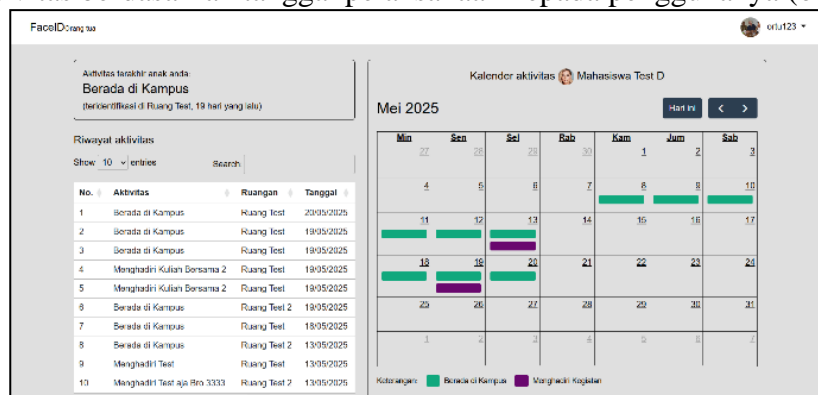 FaceID Orang tua
ortu123
Aktivitas terakhir anak anda:
Berada di Kampus
(teridentifikasi di Ruang Test, 19 hari yang lalu)
Riwayat aktivitas
Show 10 entries Search:
No. Aktivitas Ruangan Tanggal
1 Berada di Kampus Ruang Test 20/05/2025
2 Berada di Kampus Ruang Test 19/05/2025
3 Berada di Kampus Ruang Test 19/05/2025
4 Menghadiri Kuliah Bersama 2 Ruang Test 19/05/2025
5 Menghadiri Kuliah Bersama 2 Ruang Test 19/05/2025
6 Berada di Kampus Ruang Test 2 19/05/2025
7 Berada di Kampus Ruang Test 18/05/2025
8 Berada di Kampus Ruang Test 2 13/05/2025
9 Menghadiri Test Ruang Test 13/05/2025
10 Menghadiri Test aja Bro 3333 Ruang Test 2 13/05/2025
Kalender aktivitas Mahasiswa Test D
Mei 2025 Hari ini
Min Sen Sel Rab Kam Jum Sab
27 28 29 30 1 2 3
4 5 6 7 8 9 10
11 12 13 14 15 16 17
18 19 20 21 22 23 24
25 26 27 28 29 30 31
1 2 3 4 5 6 7
Keterangan: Berada di Kampus Menghadiri Kegiatan